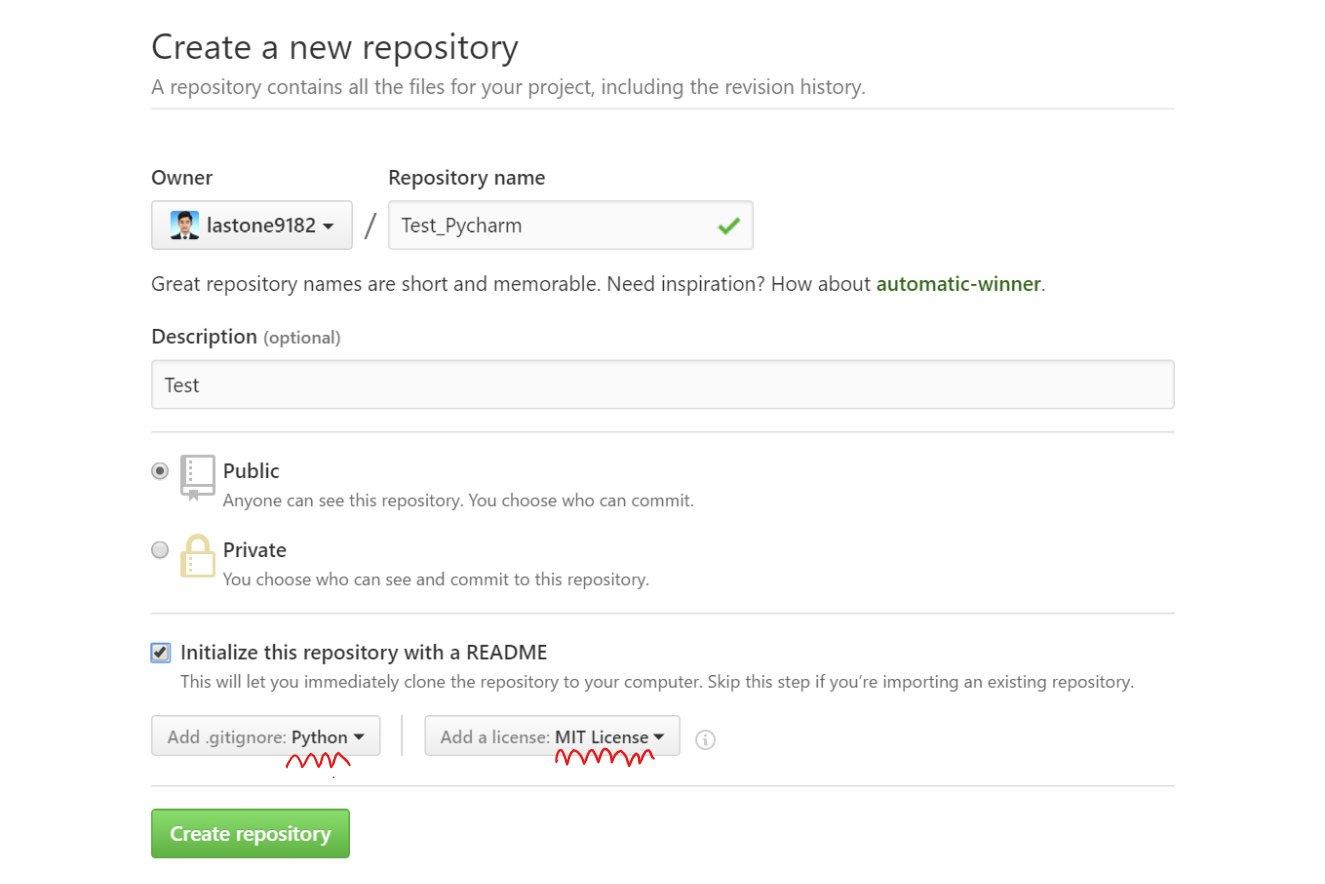 Create a new repository
A repository contains all the files for your project, including the revision history.
Owner Repository name
lastone9182 / Test_Pycharm
Great repository names are short and memorable. Need inspiration? How about automatic-winner.
Description (optional)
Test
Public
Anyone can see this repository. You choose who can commit.
Private
You choose who can see and commit to this repository.
Initialize this repository with a README
This will let you immediately clone the repository to your computer. Skip this step if you’re importing an existing repository.
Add .gitignore: Python Add a license: MIT License
Create repository